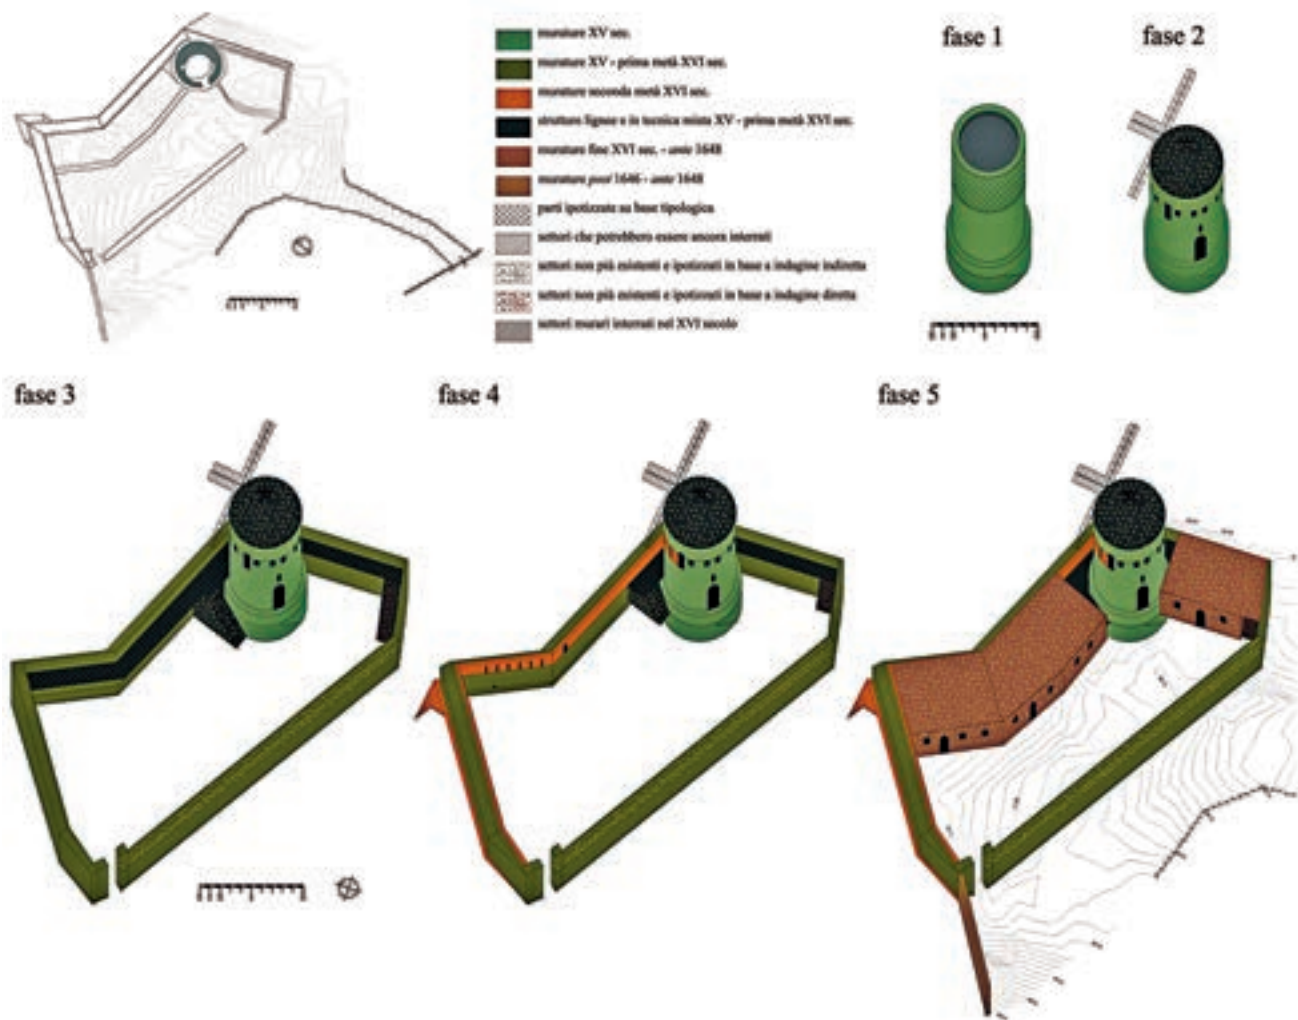 murature XV sec.
murature XV - prima metà XVI sec.
murature seconda metà XVI sec.
strutture lignee e in tecnica mista XV - prima metà XVI sec.
murature fine XVI sec. - ante 1648
murature post 1646 - ante 1648
parti ipotizzate su base tipologica
settori che potrebbero essere ancora interrati
settori non più esistenti e ipotizzati in base a indagine indiretta
settori non più esistenti e ipotizzati in base a indagine diretta
settori murari interrati nel XVI secolo
fase 1
fase 2
fase 3
fase 4
fase 5